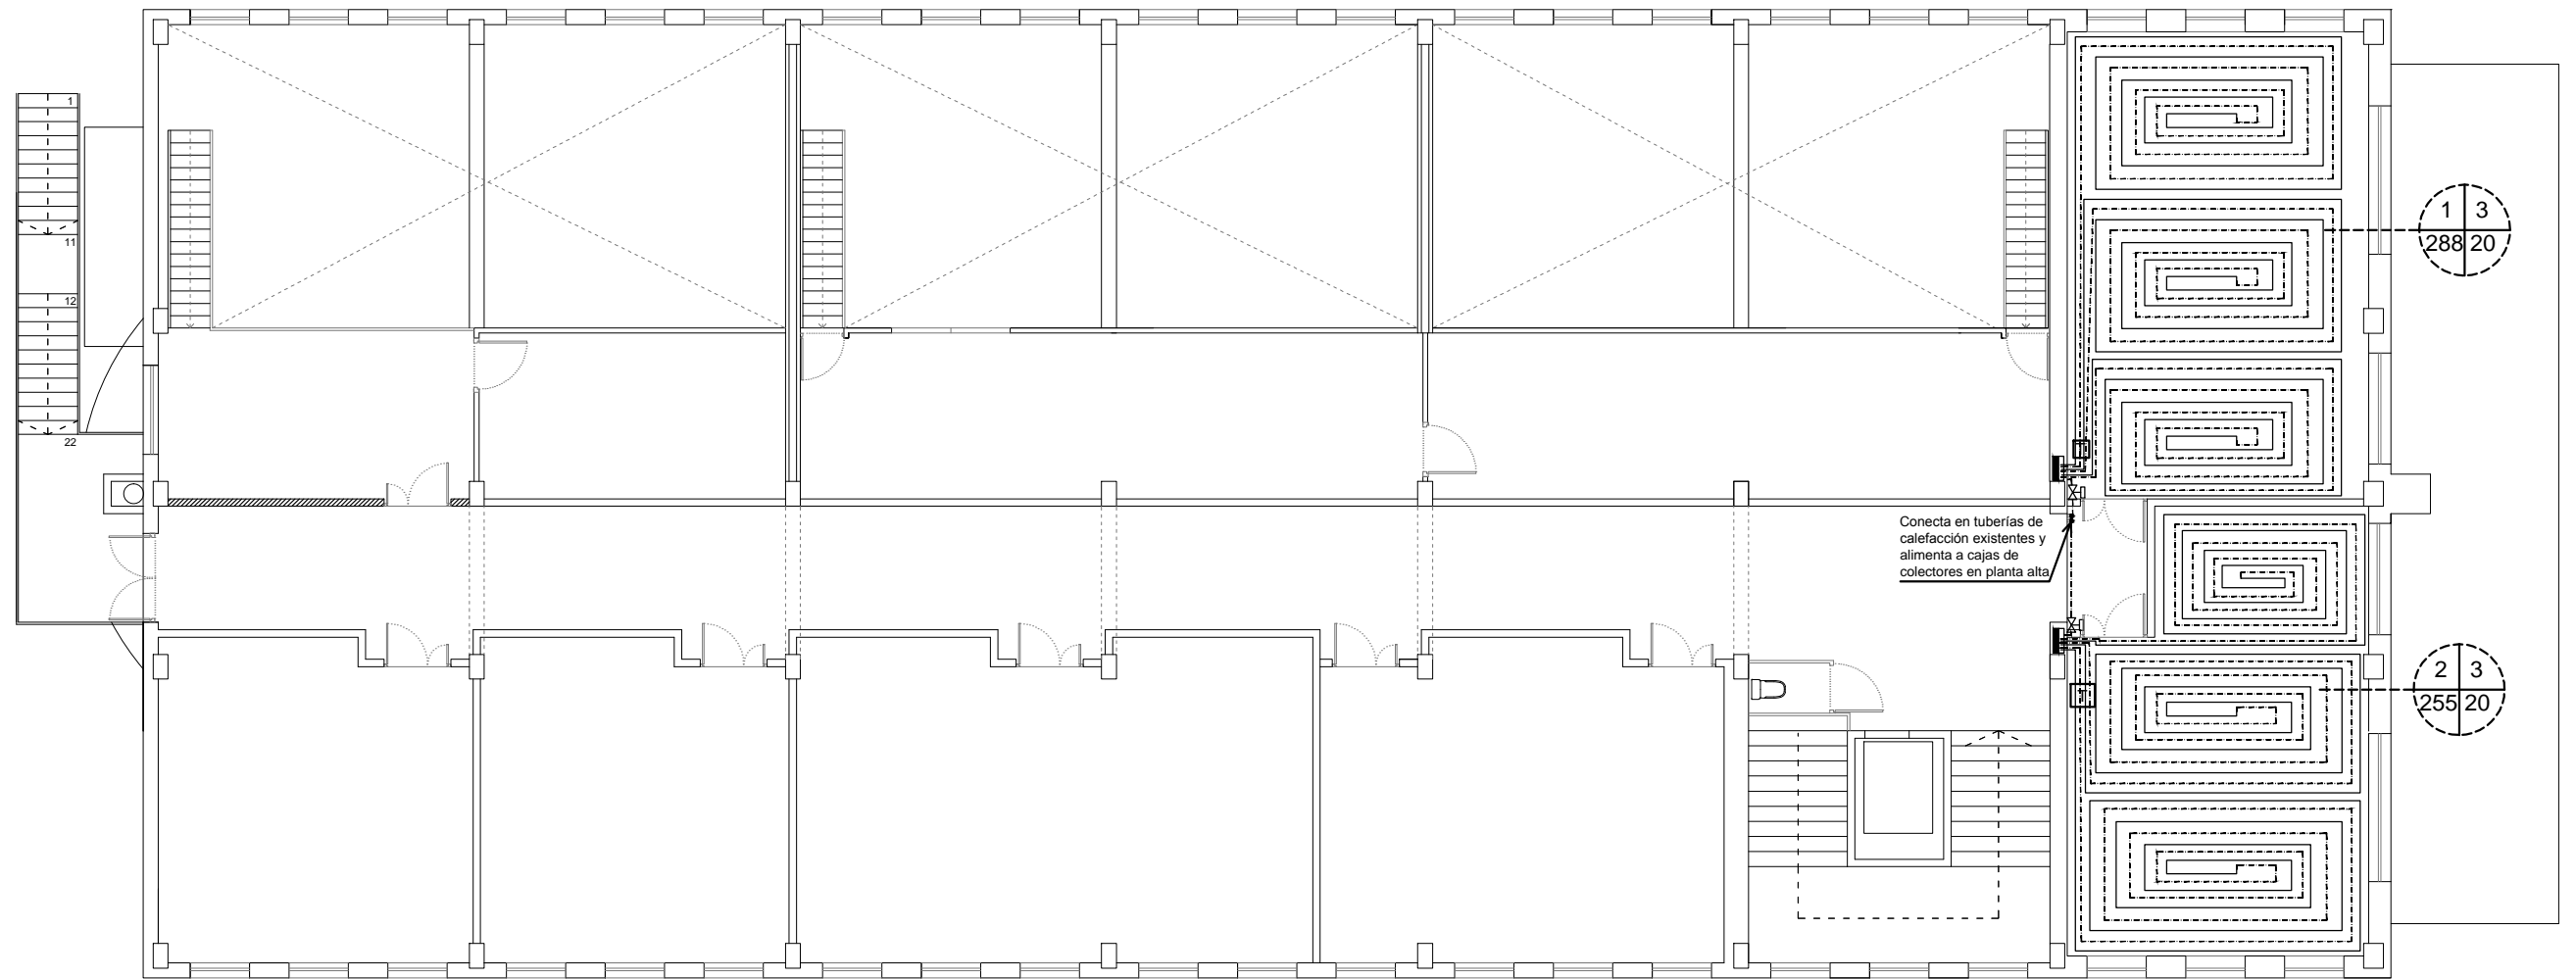 1
11
12
22
1 3
288 20
Conecta en tuberías de
calefacción existentes y
alimenta a cajas de
colectores en planta alta
2 3
255 20